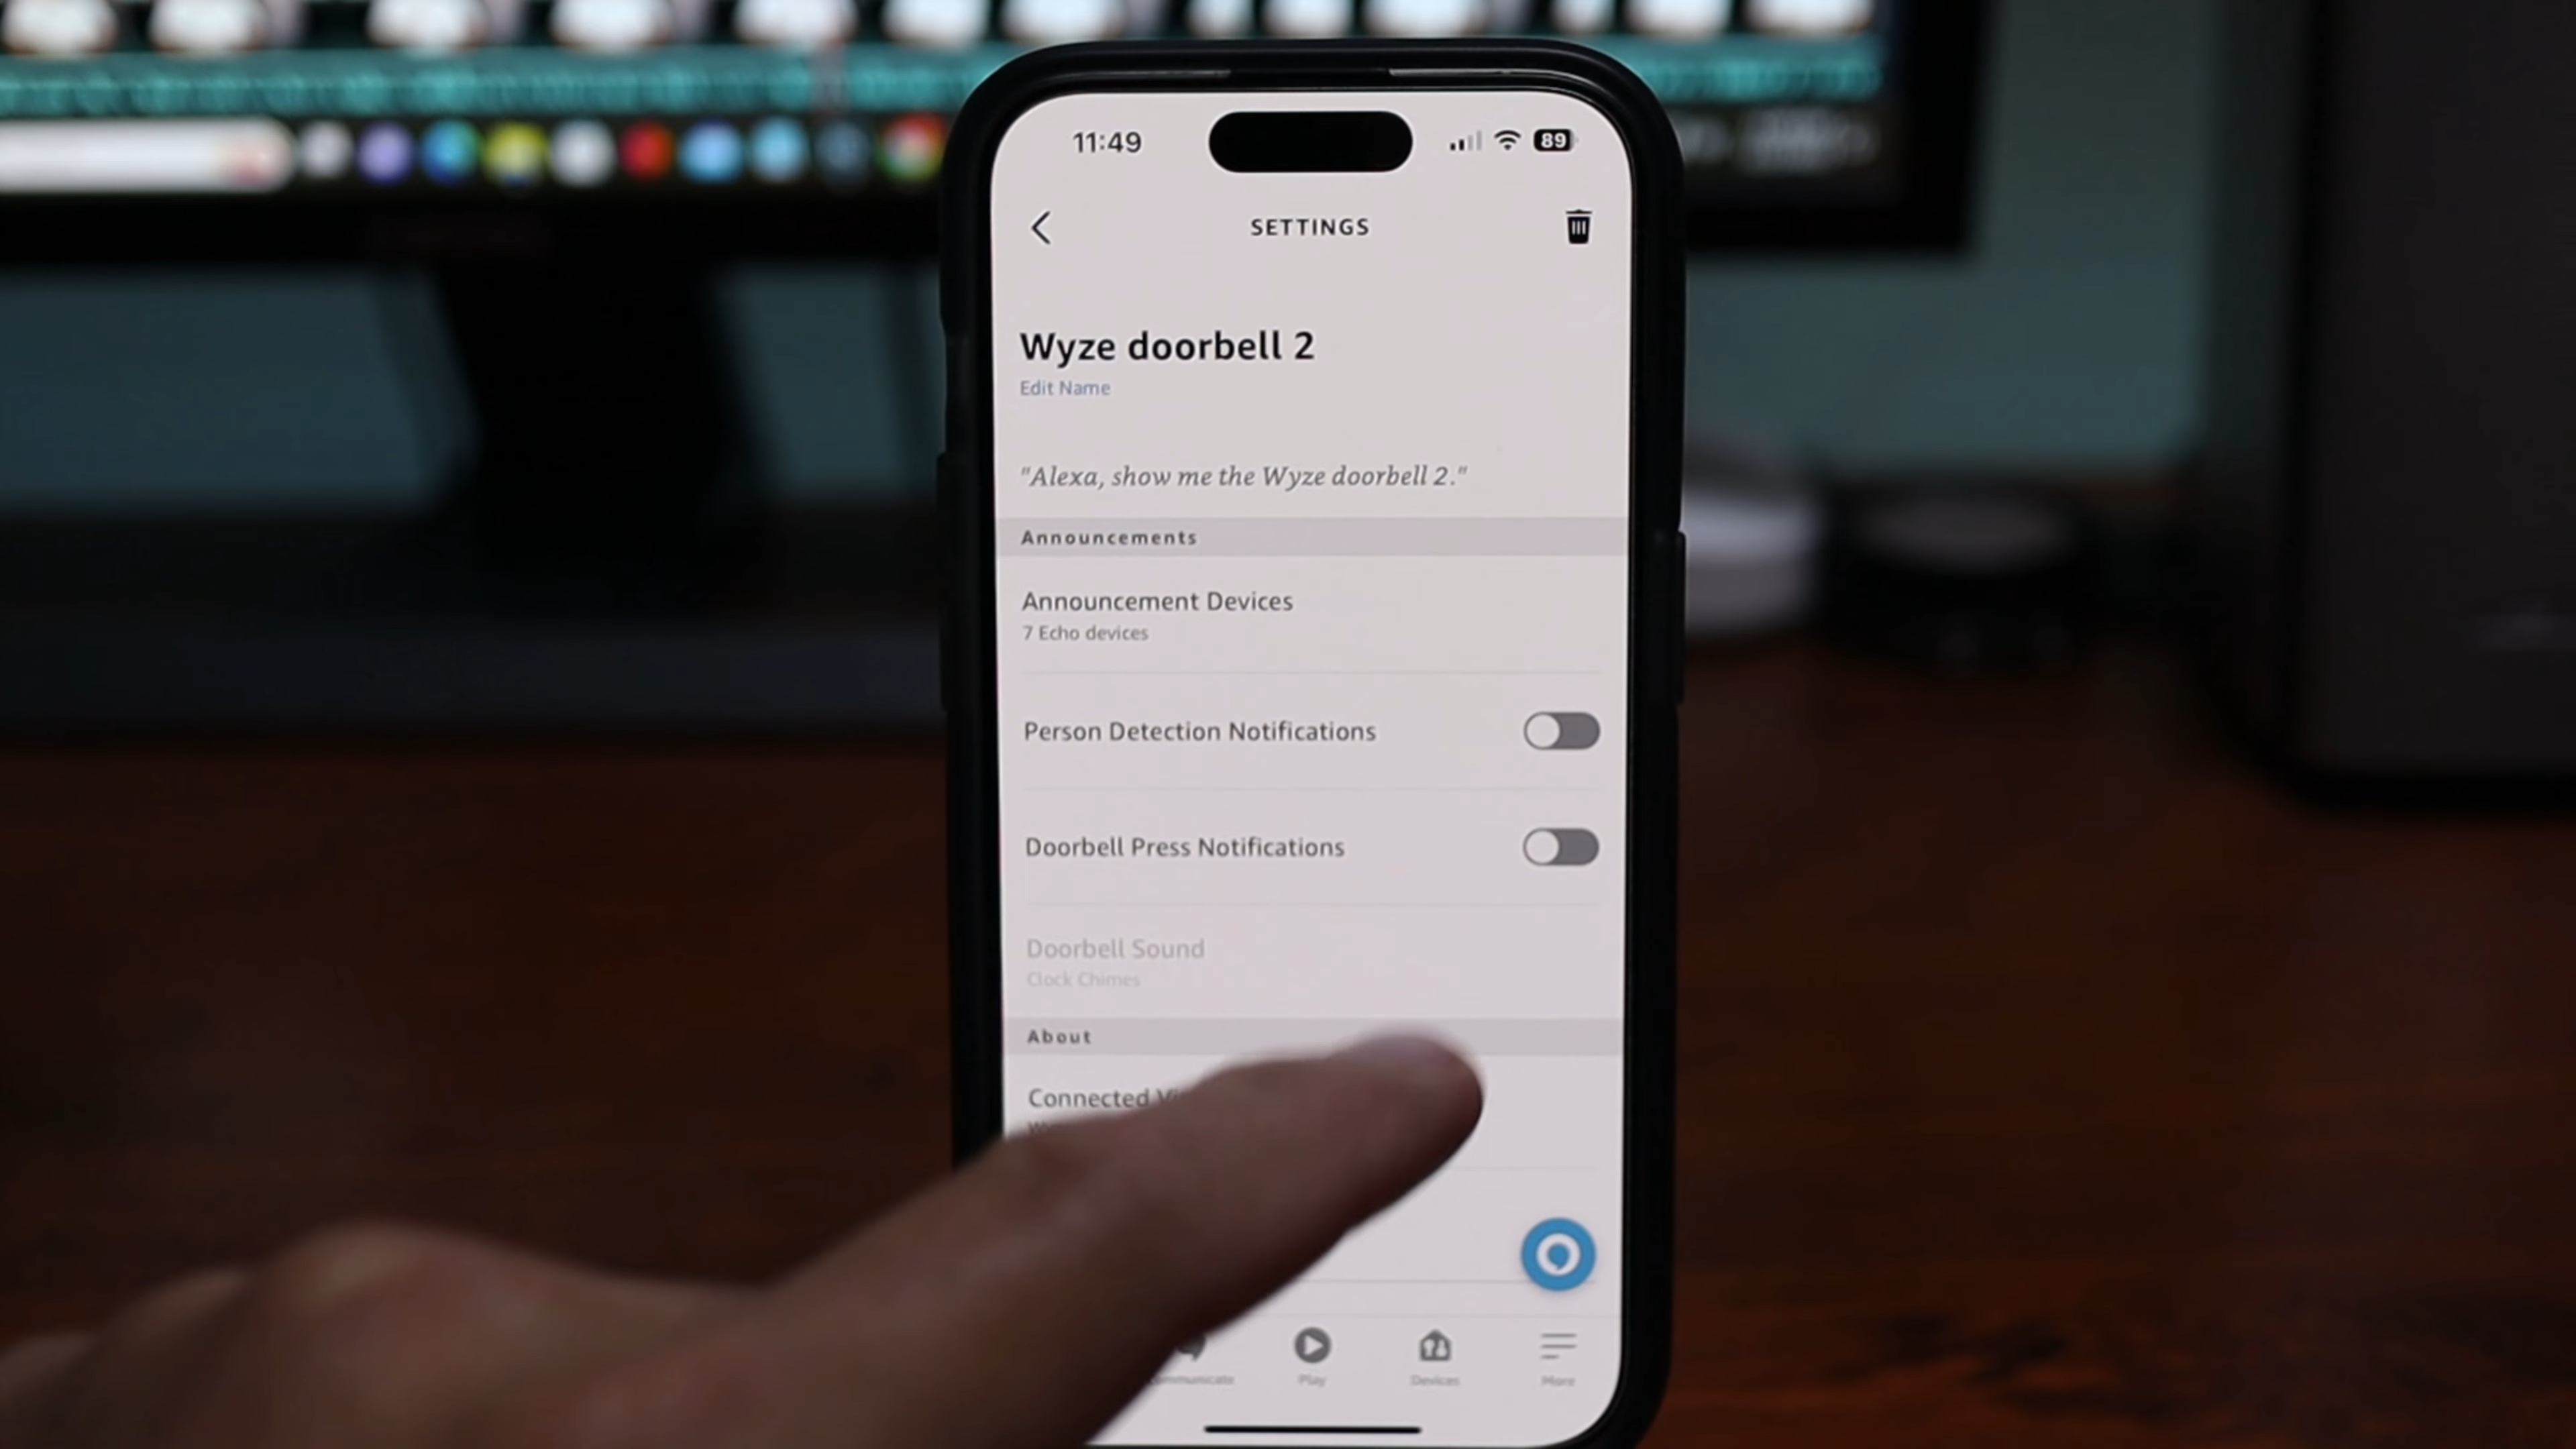 11:49
89
SETTINGS
Wyze doorbell 2
Edit Name
"Alexa, show me the Wyze doorbell 2."
Announcements
Announcement Devices
7 Echo devices
Person Detection Notifications
Doorbell Press Notifications
Doorbell Sound
Clock Chimes
About
Connected
Play
Devices
More